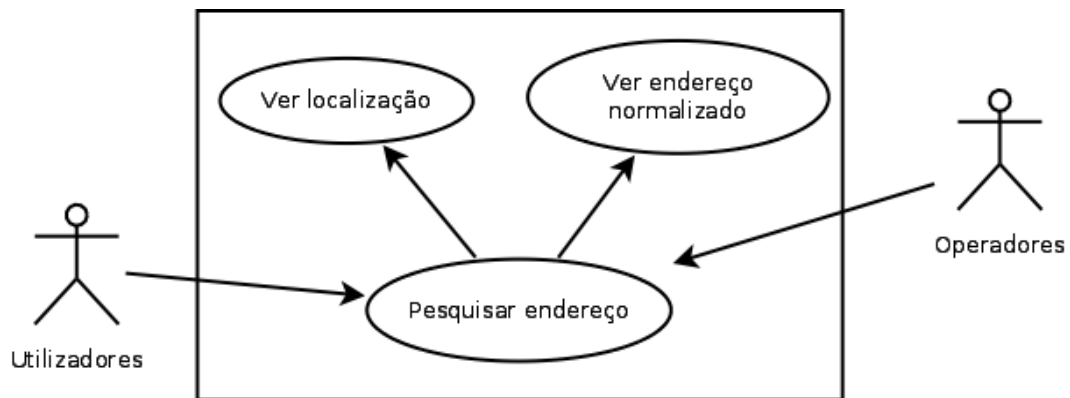 Ver localização
Ver endereço
normalizado
Operadores
Pesquisar endereço
Utilizadores